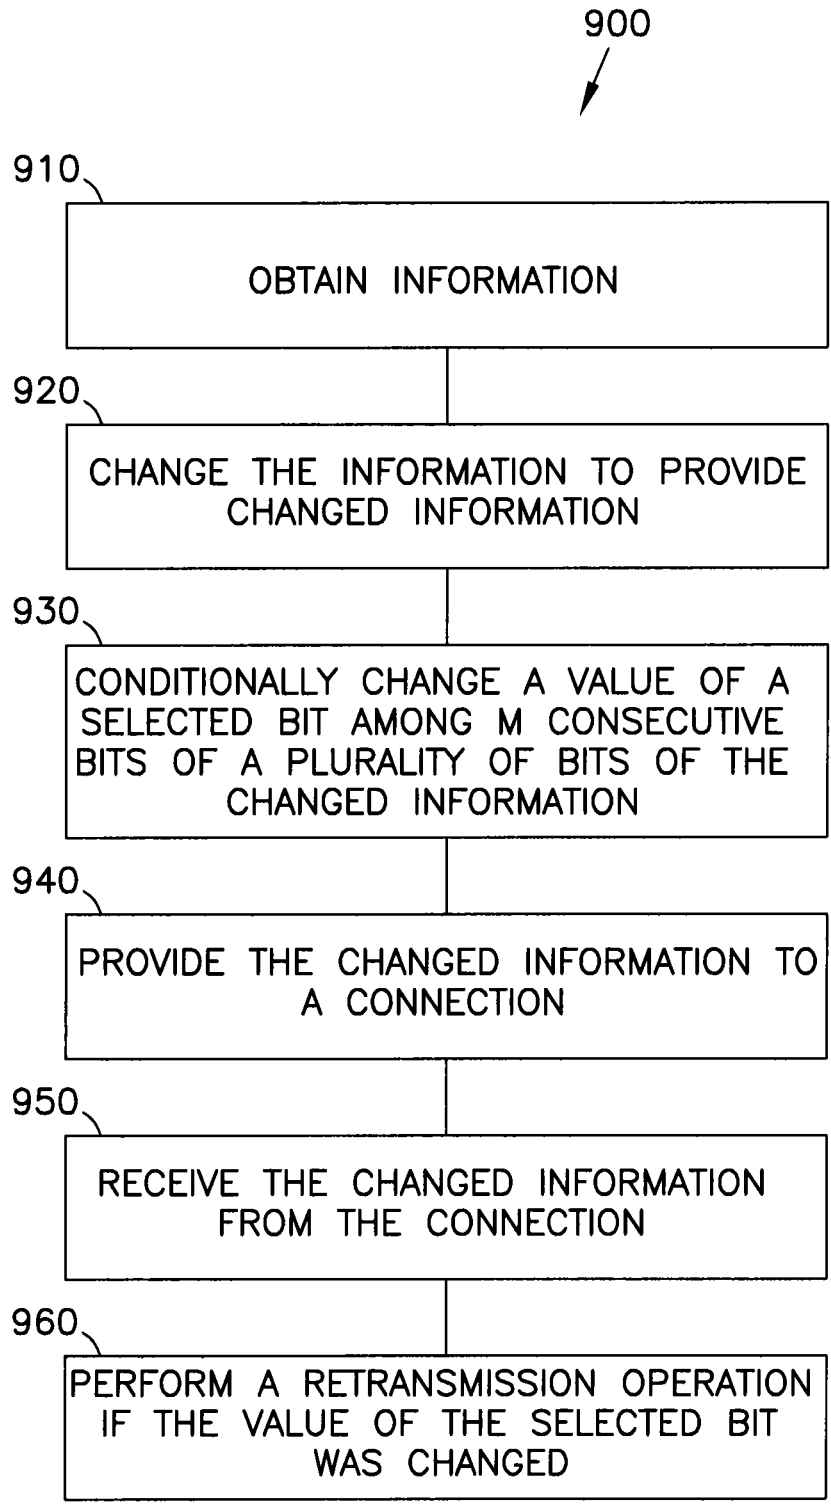 900
910
OBTAIN INFORMATION
920
CHANGE THE INFORMATION TO PROVIDE
CHANGED INFORMATION
930
CONDITIONALLY CHANGE A VALUE OF A
SELECTED BIT AMONG M CONSECUTIVE
BITS OF A PLURALITY OF BITS OF THE
CHANGED INFORMATION
940
PROVIDE THE CHANGED INFORMATION TO
A CONNECTION
950
RECEIVE THE CHANGED INFORMATION
FROM THE CONNECTION
960
PERFORM A RETRANSMISSION OPERATION
IF THE VALUE OF THE SELECTED BIT
WAS CHANGED